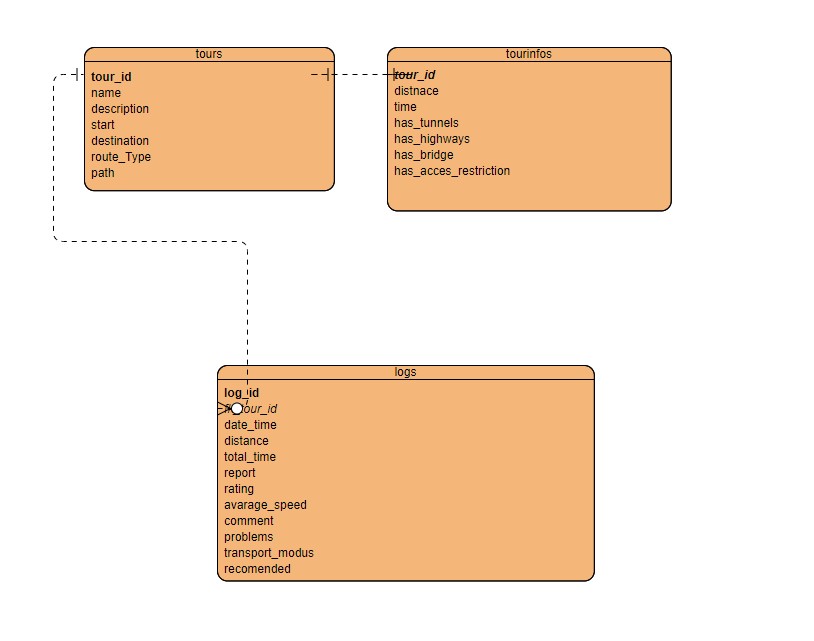 tours
tour_id
name
description
start
destination
route_Type
path
tourinfos
tour_id
distnace
time
has_tunnels
has_highways
has_bridge
has_acces_restriction
logs
log_id
date_time
distance
total_time
report
rating
avarage_speed
comment
problems
transport_modus
recomended